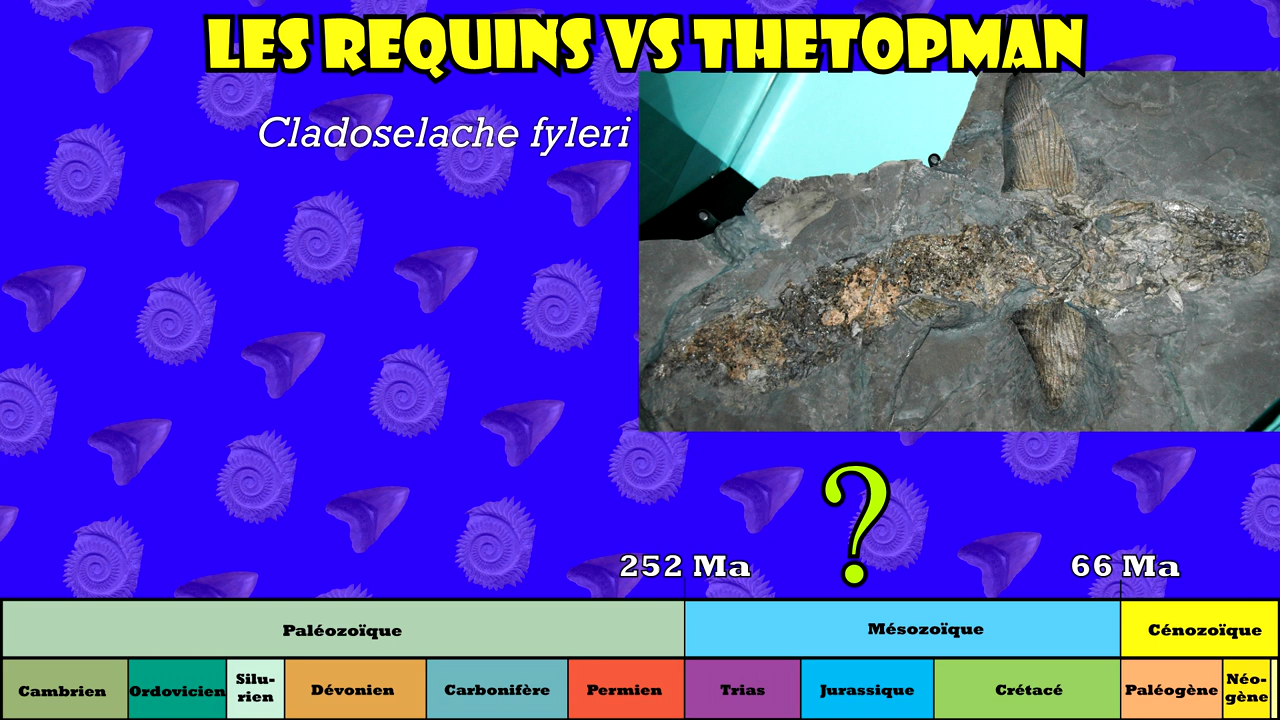 LES REQUINS VS THETOPMAN
Cladoselache fyleri
?
252 Ma
66 Ma
Paléozoïque
Mésozoïque
Cénozoïque
Cambrien
Ordovicien
Silu-
rien
Dévonien
Carbonifère
Permien
Trias
Jurassique
Crétacé
Paléogène
Néo-
gène